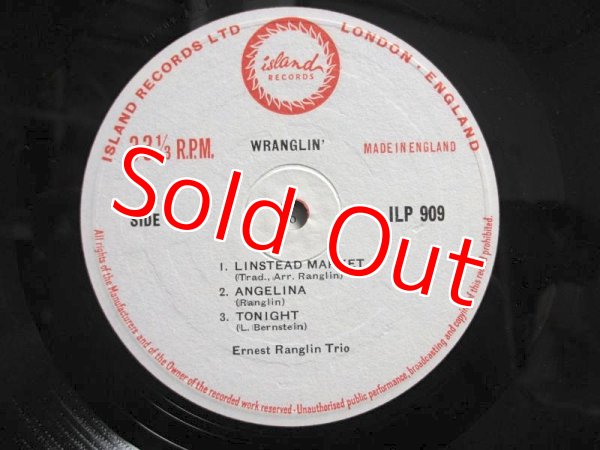 ISLAND RECORDS LTD LONDON · ENGLAND
island
RECORDS
33⅓ R.P.M.
WRANGLIN'
MADE IN ENGLAND
Sold Out
SIDE
ILP 909
1. LINSTEAD MARKET
(Trad., Arr. Ranglin)
2. ANGELINA
(Ranglin)
3. TONIGHT
(L. Bernstein)
Ernest Ranglin Trio
All rights of the Manufacturers and of the Owner of the recorded work reserved · Unauthorised public performance, broadcasting and copying of this record prohibited.